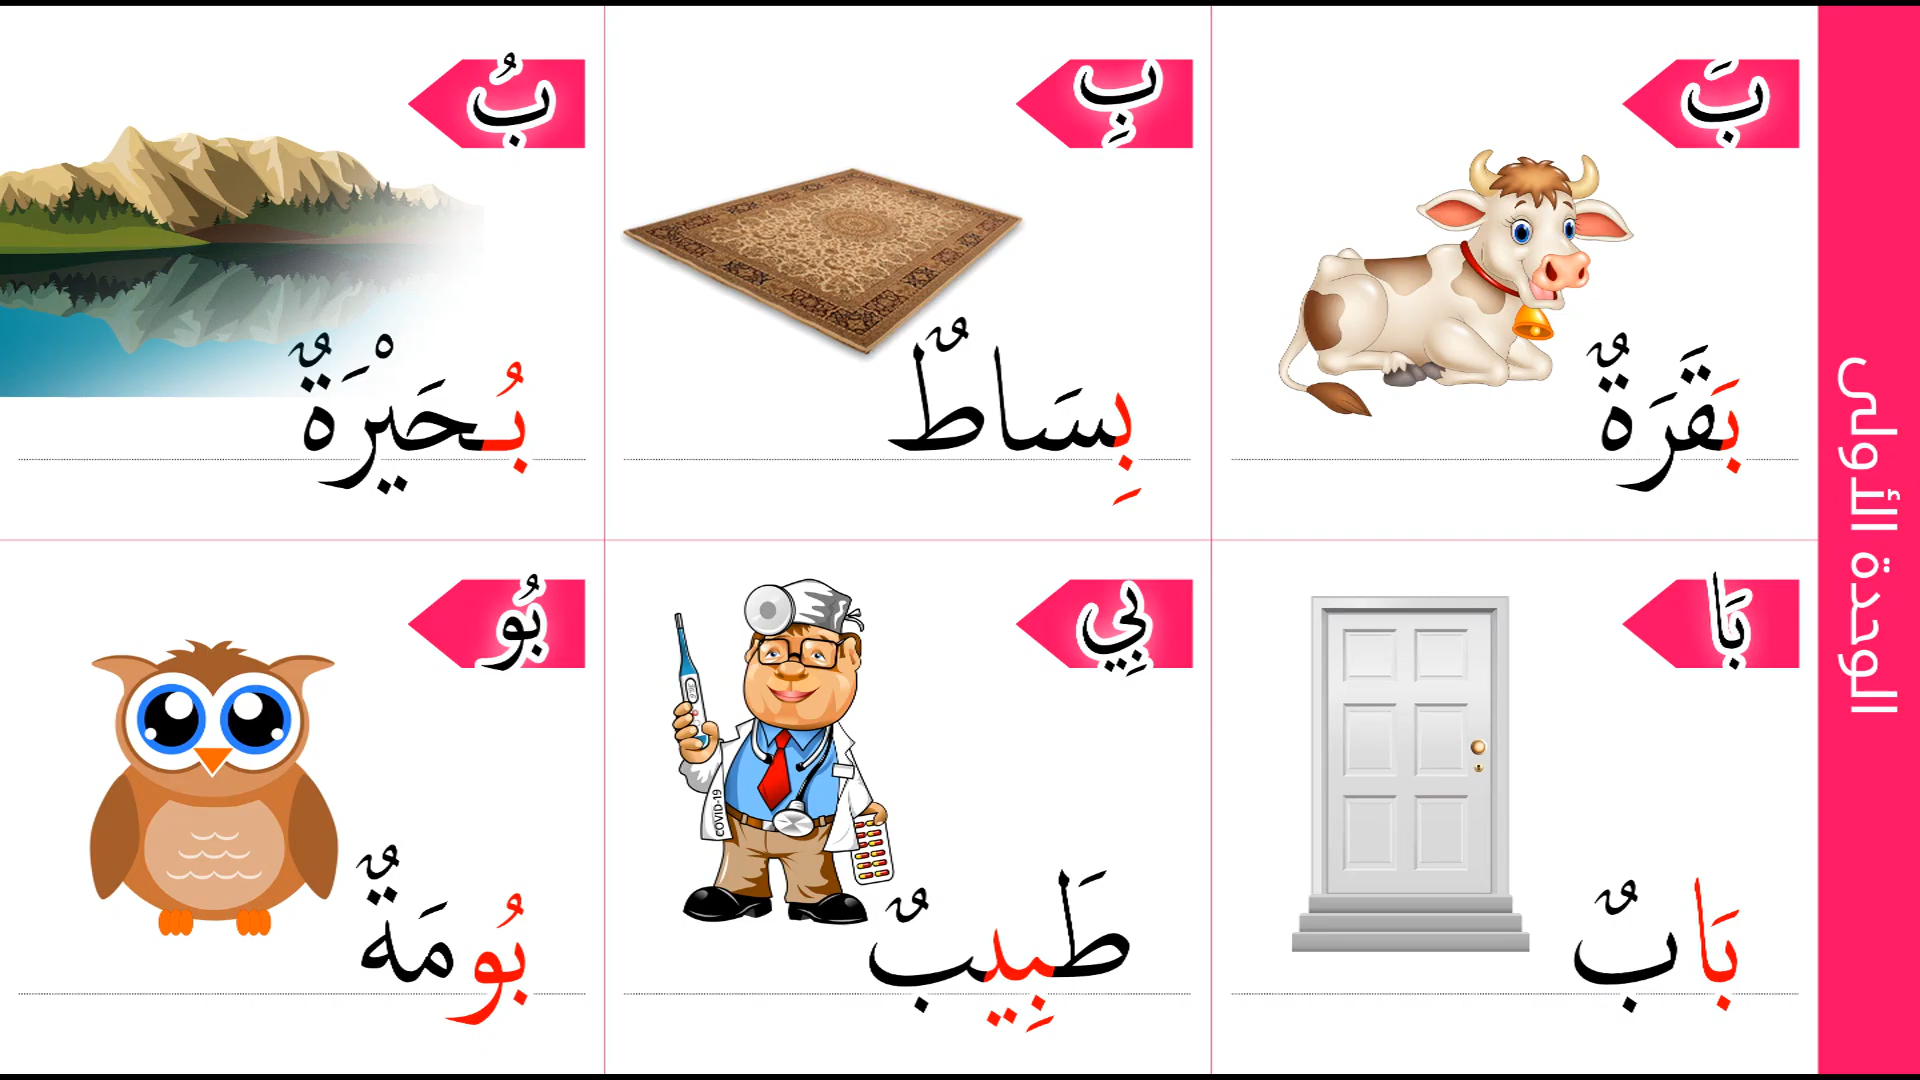 الوحدة الأولى
بَ
بَقَرَةٌ
بِ
بِسَاطٌ
بُ
بُحَيْرَةٌ
بَا
بَابٌ
بِي
طَبِيبٌ
COVID-19
بُو
بُومَةٌ